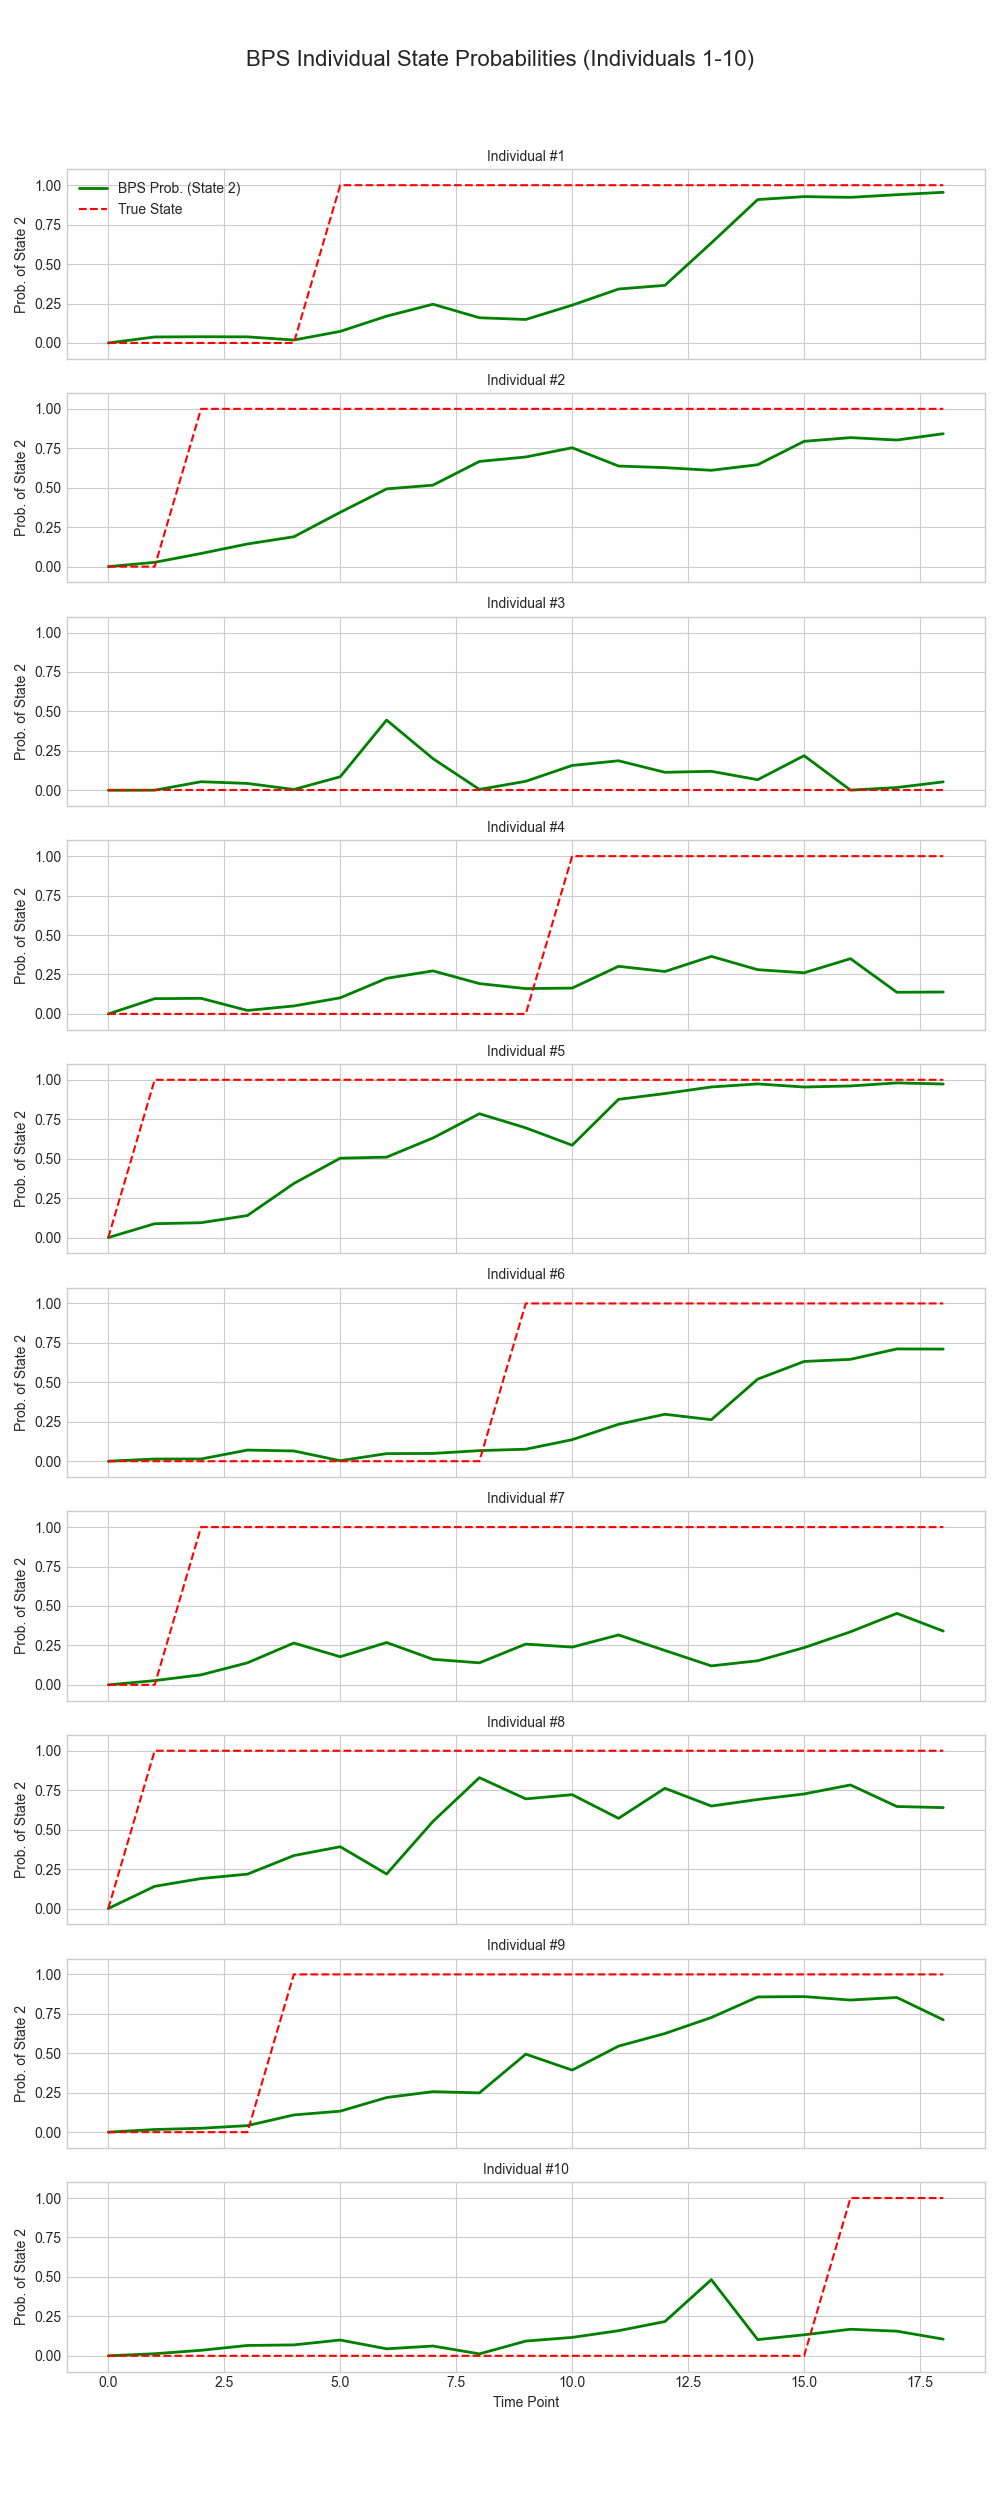 BPS Individual State Probabilities (Individuals 1-10)
Individual #1
1.00
0.75
0.50
0.25
0.00
Prob. of State 2
BPS Prob. (State 2)
True State
Individual #2
1.00
0.75
0.50
0.25
0.00
Prob. of State 2
Individual #3
1.00
0.75
0.50
0.25
0.00
Prob. of State 2
Individual #4
1.00
0.75
0.50
0.25
0.00
Prob. of State 2
Individual #5
1.00
0.75
0.50
0.25
0.00
Prob. of State 2
Individual #6
1.00
0.75
0.50
0.25
0.00
Prob. of State 2
Individual #7
1.00
0.75
0.50
0.25
0.00
Prob. of State 2
Individual #8
1.00
0.75
0.50
0.25
0.00
Prob. of State 2
Individual #9
1.00
0.75
0.50
0.25
0.00
Prob. of State 2
Individual #10
1.00
0.75
0.50
0.25
0.00
Prob. of State 2
0.0 2.5 5.0 7.5 10.0 12.5 15.0 17.5
Time Point